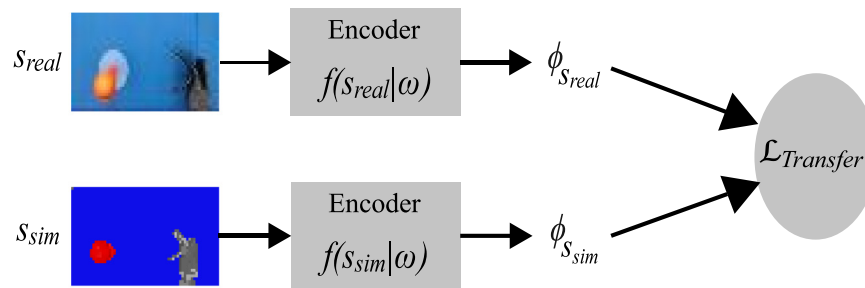 s_real
Encoder
f(s_real|ω)
ϕ_s_real
ℒ_Transfer
s_sim
Encoder
f(s_sim|ω)
ϕ_s_sim